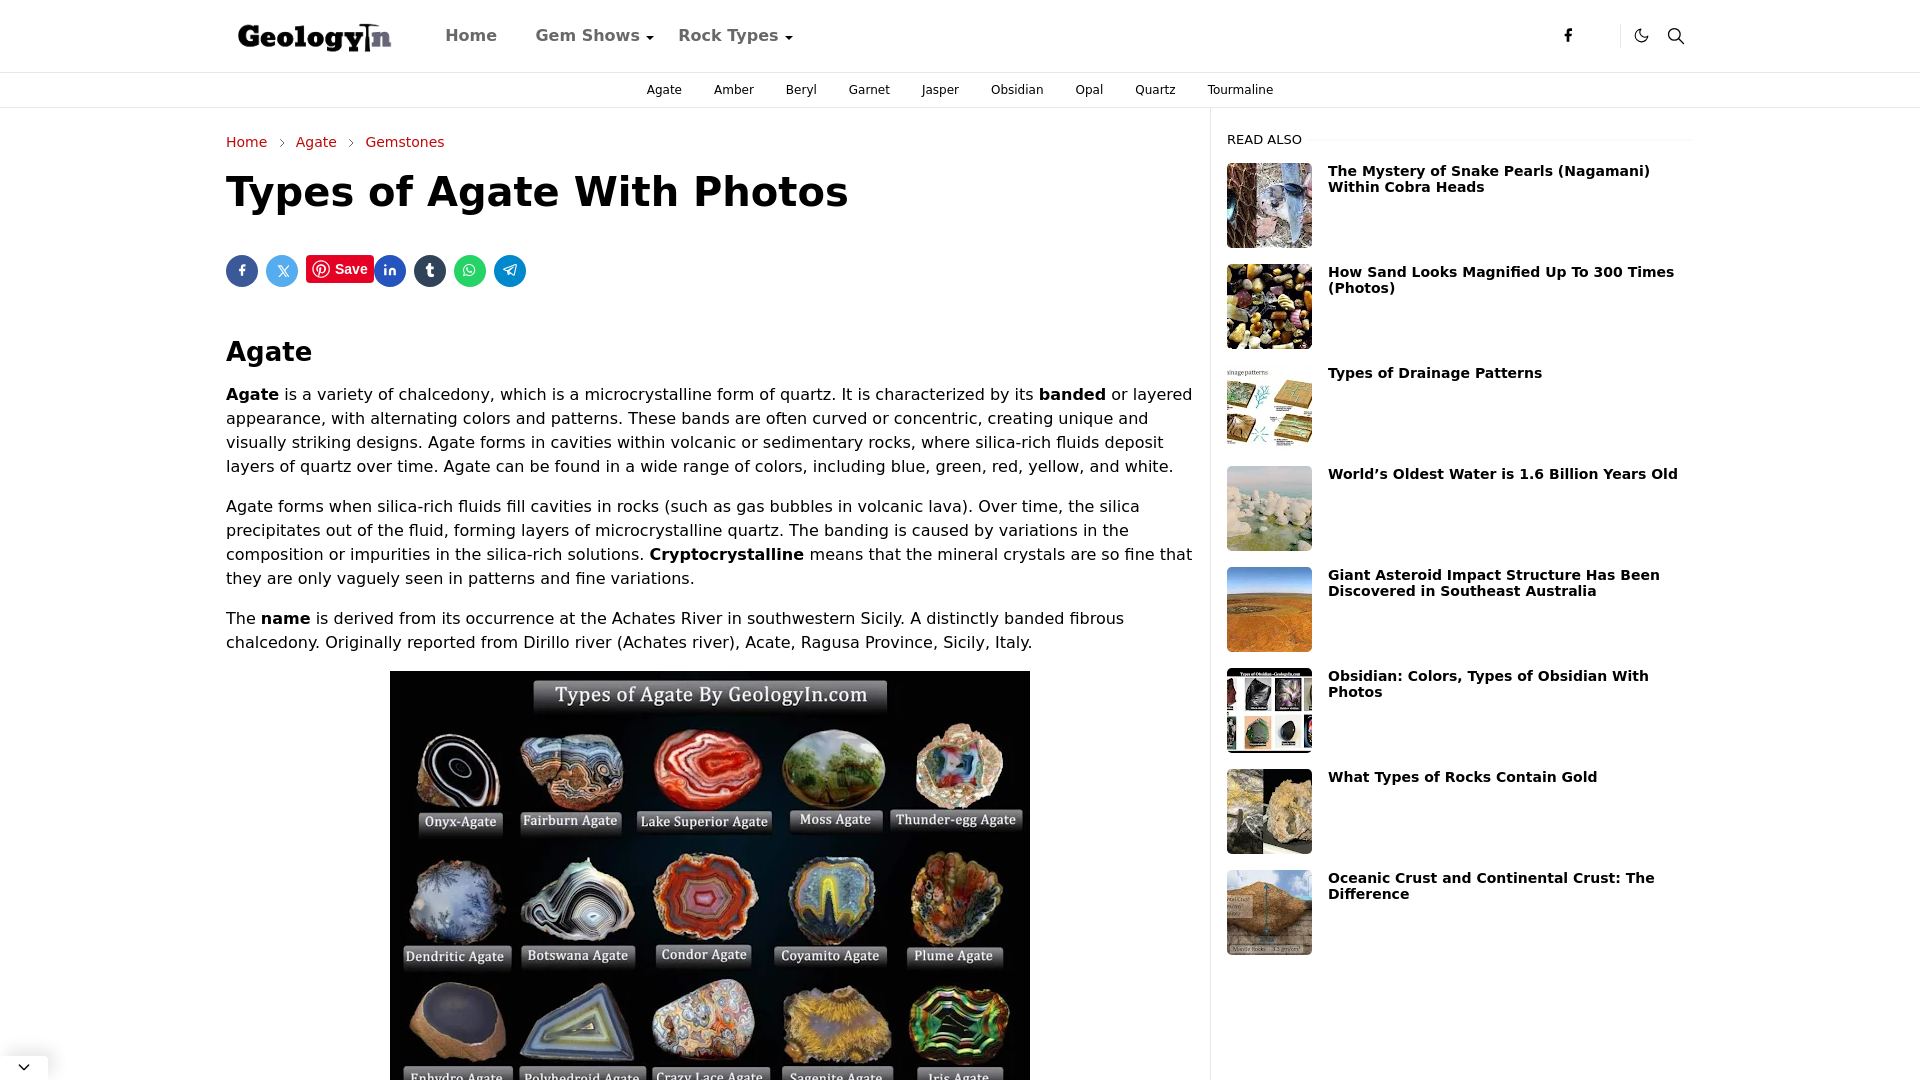 GeologyIn
Home
Gem Shows
Rock Types
Agate
Amber
Beryl
Garnet
Jasper
Obsidian
Opal
Quartz
Tourmaline
Home
Agate
Gemstones
Types of Agate With Photos
Save
Agate
Agate is a variety of chalcedony, which is a microcrystalline form of quartz. It is characterized by its banded or layered
appearance, with alternating colors and patterns. These bands are often curved or concentric, creating unique and
visually striking designs. Agate forms in cavities within volcanic or sedimentary rocks, where silica-rich fluids deposit
layers of quartz over time. Agate can be found in a wide range of colors, including blue, green, red, yellow, and white.
Agate forms when silica-rich fluids fill cavities in rocks (such as gas bubbles in volcanic lava). Over time, the silica
precipitates out of the fluid, forming layers of microcrystalline quartz. The banding is caused by variations in the
composition or impurities in the silica-rich solutions. Cryptocrystalline means that the mineral crystals are so fine that
they are only vaguely seen in patterns and fine variations.
The name is derived from its occurrence at the Achates River in southwestern Sicily. A distinctly banded fibrous
chalcedony. Originally reported from Dirillo river (Achates river), Acate, Ragusa Province, Sicily, Italy.
Types of Agate By GeologyIn.com
Onyx-Agate
Fairburn Agate
Lake Superior Agate
Moss Agate
Thunder-egg Agate
Dendritic Agate
Botswana Agate
Condor Agate
Coyamito Agate
Plume Agate
Enhydro Agate
Polyhedroid Agate
Crazy Lace Agate
Sagenite Agate
Iris Agate
READ ALSO
The Mystery of Snake Pearls (Nagamani)
Within Cobra Heads
How Sand Looks Magnified Up To 300 Times
(Photos)
Types of Drainage Patterns
World’s Oldest Water is 1.6 Billion Years Old
Giant Asteroid Impact Structure Has Been
Discovered in Southeast Australia
Obsidian: Colors, Types of Obsidian With
Photos
What Types of Rocks Contain Gold
Oceanic Crust and Continental Crust: The
Difference